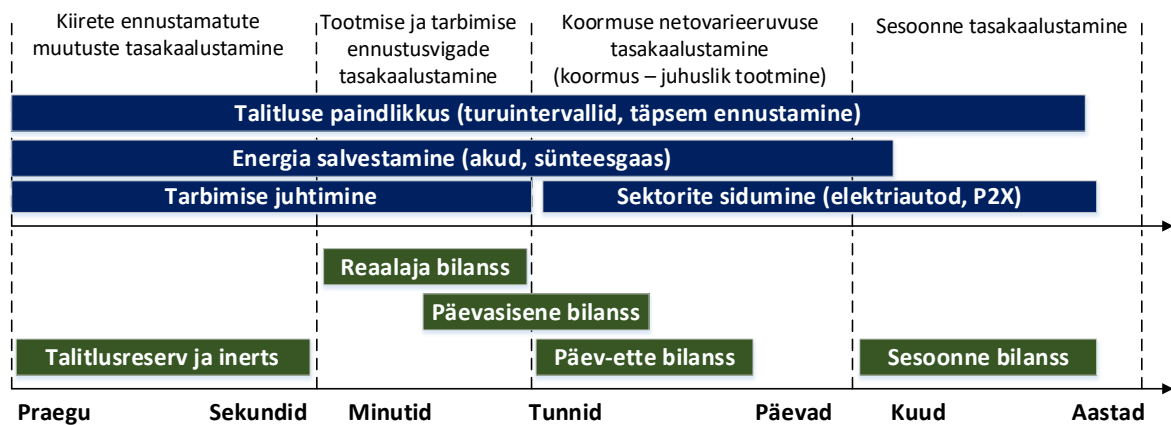 Kiirete ennustamatute
muutuste tasakaalustamine
Tootmise ja tarbimise
ennustusvigade
tasakaalustamine
Koormuse netovarieeruvuse
tasakaalustamine
(koormus – juhuslik tootmine)
Sesoonne tasakaalustamine
Talitluse paindlikkus (turuintervallid, täpsem ennustamine)
Energia salvestamine (akud, sünteesgaas)
Tarbimise juhtimine
Sektorite sidumine (elektriautod, P2X)
Reaalaja bilanss
Päevasisene bilanss
Talitlusreserv ja inerts
Päev-ette bilanss
Sesoonne bilanss
Praegu
Sekundid
Minutid
Tunnid
Päevad
Kuud
Aastad